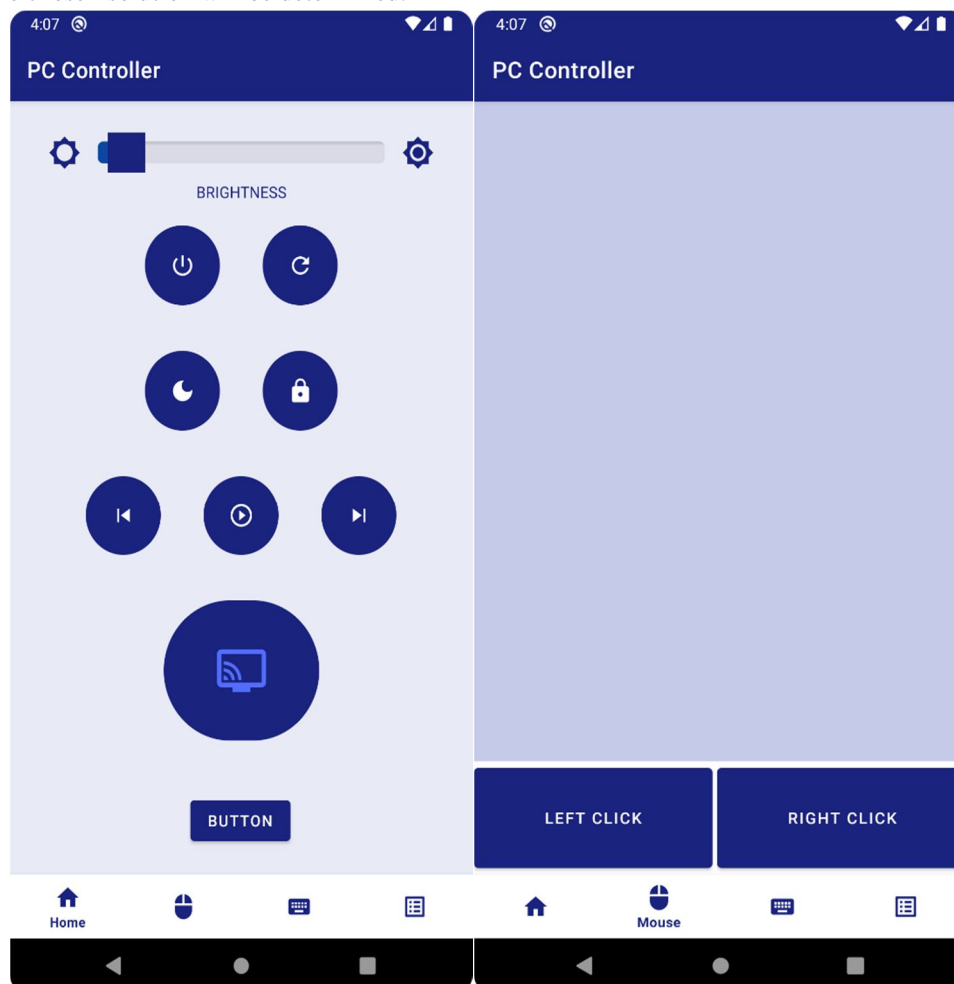 4:07
PC Controller
BRIGHTNESS
BUTTON
Home
4:07
PC Controller
LEFT CLICK
RIGHT CLICK
Mouse